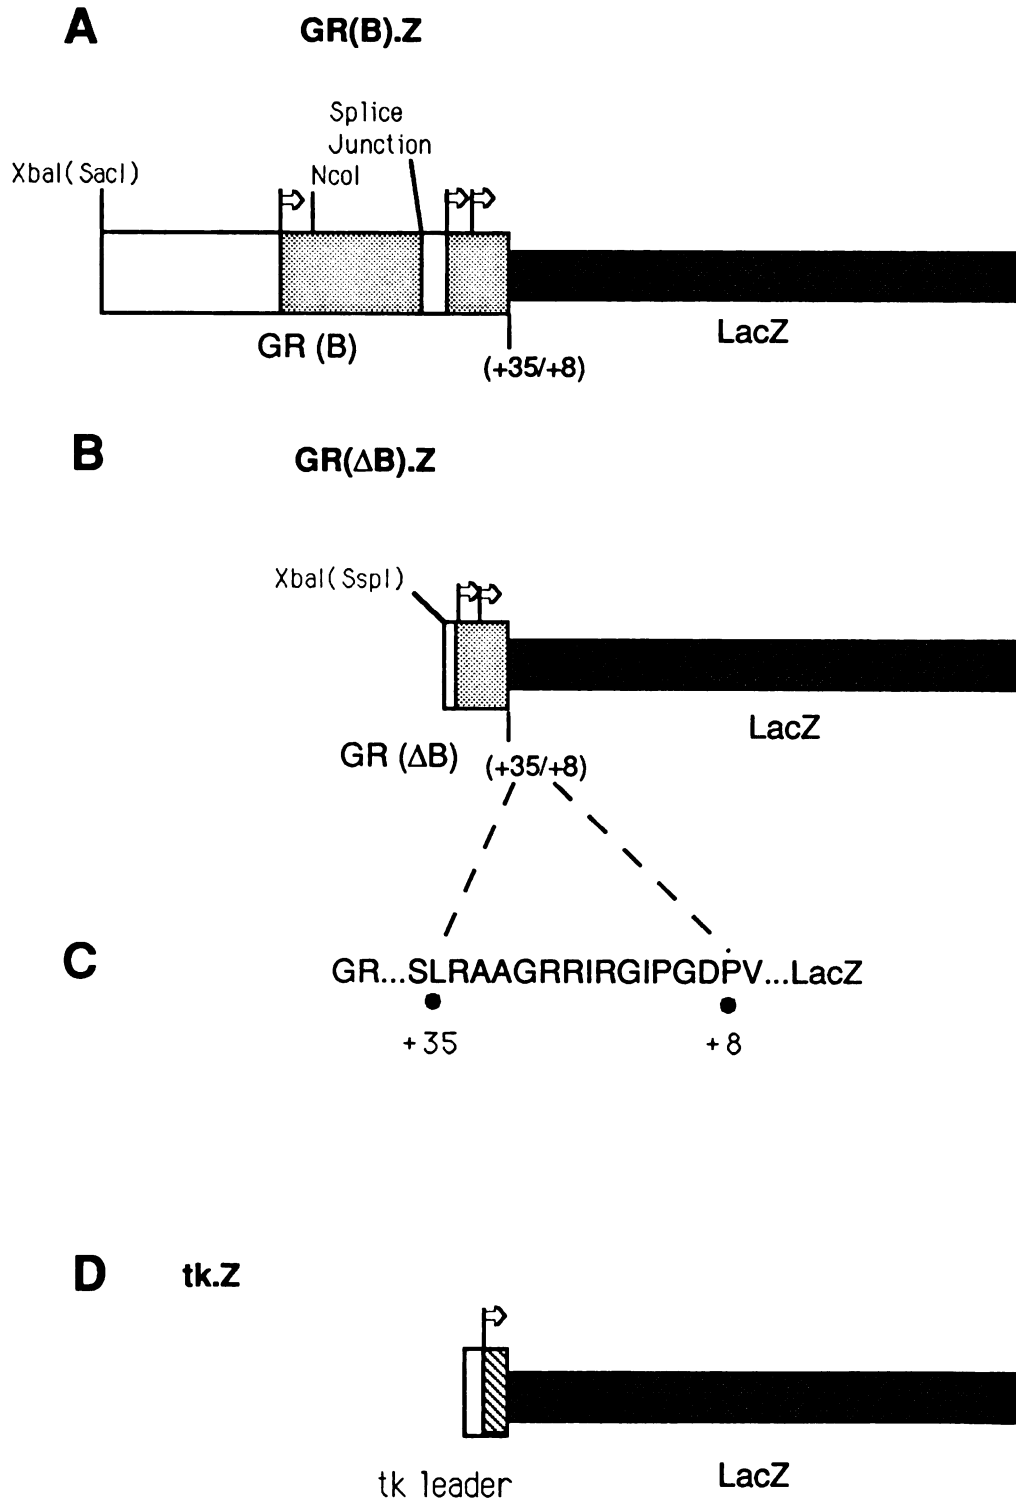 A
GR(B).Z
Splice
Junction
XbaI(SacI)
NcoI
GR (B)
LacZ
(+35/+8)
B
GR(ΔB).Z
XbaI(SspI)
LacZ
GR (ΔB)
(+35/+8)
C
GR...SLRAAGRRIRGIPGDPV...LacZ
+35
+8
D
tk.Z
tk leader
LacZ